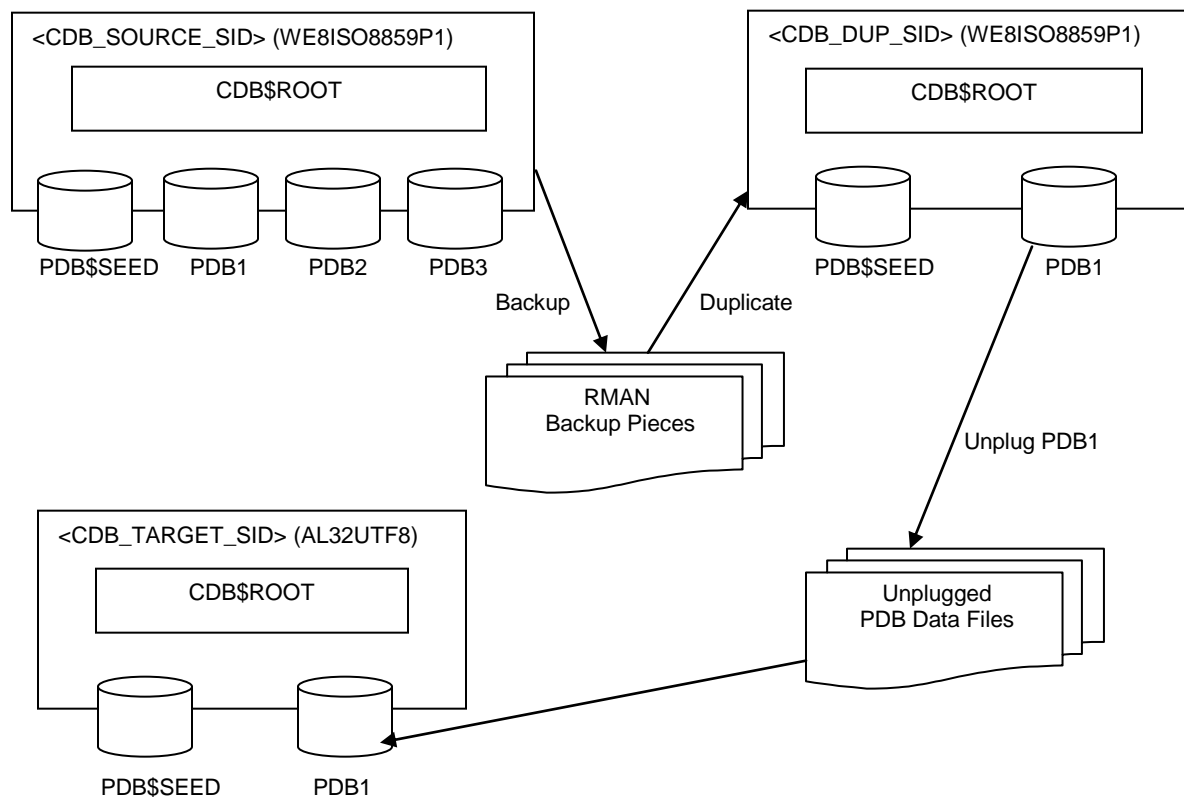 <CDB_SOURCE_SID> (WE8ISO8859P1)
CDB$ROOT
PDB$SEED
PDB1
PDB2
PDB3
<CDB_DUP_SID> (WE8ISO8859P1)
CDB$ROOT
PDB$SEED
PDB1
Backup
Duplicate
RMAN
Backup Pieces
Unplug PDB1
Unplugged
PDB Data Files
<CDB_TARGET_SID> (AL32UTF8)
CDB$ROOT
PDB$SEED
PDB1